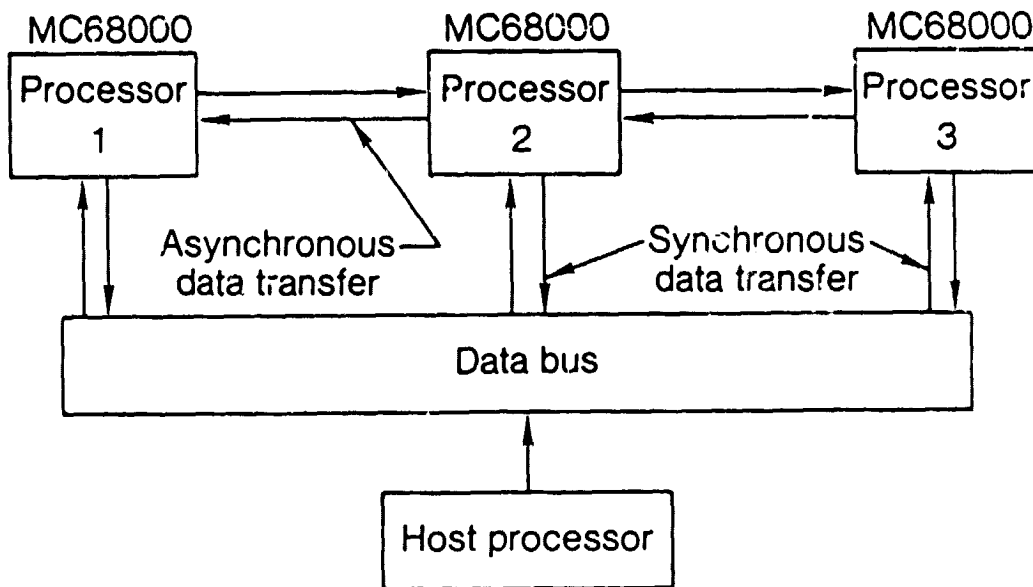 MC68000
MC68000
MC68000
Processor
1
Processor
2
Processor
3
Asynchronous
data transfer
Synchronous
data transfer
Data bus
Host processor